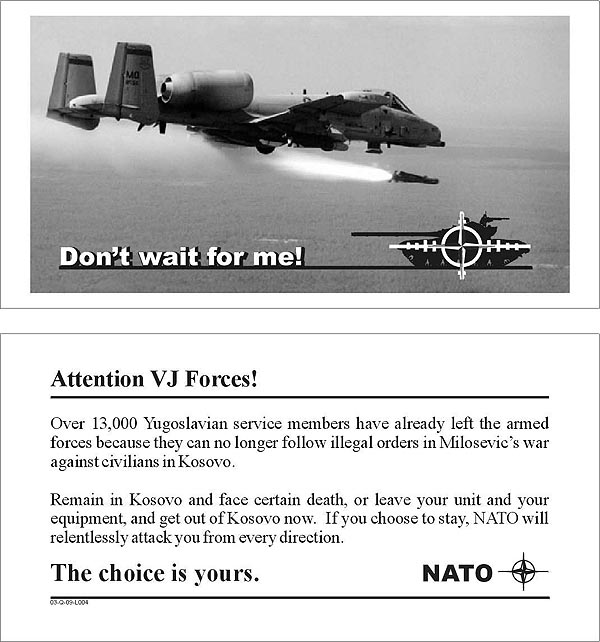 MQ
Don't wait for me!
Attention VJ Forces!
Over 13,000 Yugoslavian service members have already left the armed
forces because they can no longer follow illegal orders in Milosevic's war
against civilians in Kosovo.
Remain in Kosovo and face certain death, or leave your unit and your
equipment, and get out of Kosovo now. If you choose to stay, NATO will
relentlessly attack you from every direction.
The choice is yours.
NATO
03-Q-09-L004